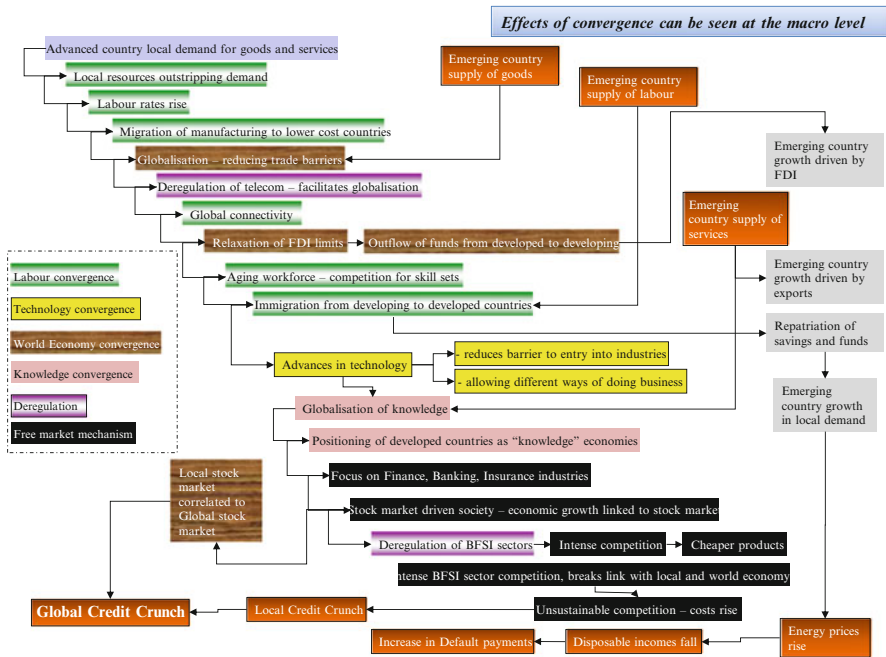 Effects of convergence can be seen at the macro level
Advanced country local demand for goods and services
Local resources outstripping demand
Labour rates rise
Migration of manufacturing to lower cost countries
Globalisation – reducing trade barriers
Deregulation of telecom – facilitates globalisation
Global connectivity
Relaxation of FDI limits
Outflow of funds from developed to developing
Aging workforce – competition for skill sets
Immigration from developing to developed countries
Emerging country
supply of goods
Emerging country
supply of labour
Emerging country
growth driven by
FDI
Emerging
country supply of
services
Emerging country
growth driven by
exports
Repatriation of
savings and funds
Emerging
country growth
in local demand
Labour convergence
Technology convergence
World Economy convergence
Knowledge convergence
Deregulation
Free market mechanism
Advances in technology
- reduces barrier to entry into industries
- allowing different ways of doing business
Globalisation of knowledge
Positioning of developed countries as “knowledge” economies
Focus on Finance, Banking, Insurance industries
Local stock
market
correlated to
Global stock
market
Stock market driven society – economic growth linked to stock market
Deregulation of BFSI sectors
Intense competition
Cheaper products
ntense BFSI sector competition, breaks link with local and world economy
Unsustainable competition – costs rise
Local Credit Crunch
Global Credit Crunch
Energy prices
rise
Disposable incomes fall
Increase in Default payments